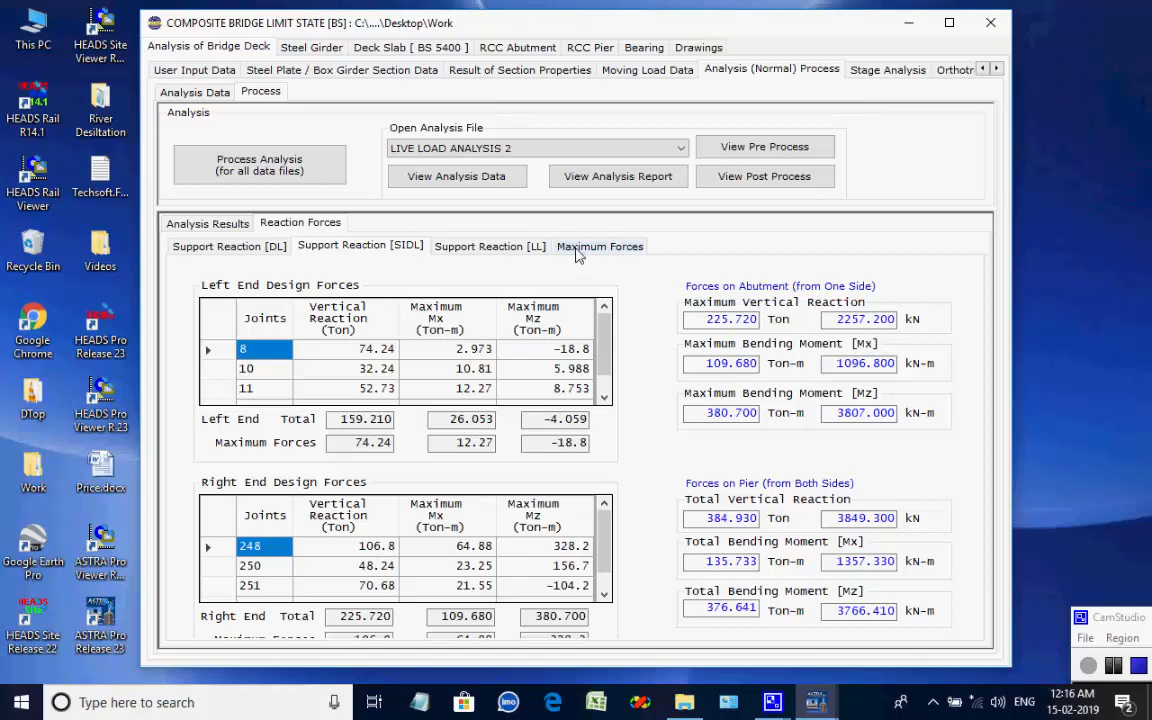 COMPOSITE BRIDGE LIMIT STATE [BS] : C:\....\Desktop\Work
Analysis of Bridge Deck
Steel Girder
Deck Slab [ BS 5400 ]
RCC Abutment
RCC Pier
Bearing
Drawings
User Input Data
Steel Plate / Box Girder Section Data
Result of Section Properties
Moving Load Data
Analysis (Normal) Process
Stage Analysis
Orthotr
Analysis Data
Process
Analysis
Process Analysis
(for all data files)
Open Analysis File
LIVE LOAD ANALYSIS 2
View Pre Process
View Analysis Data
View Analysis Report
View Post Process
Analysis Results
Reaction Forces
Support Reaction [DL]
Support Reaction [SIDL]
Support Reaction [LL]
Maximum Forces
Left End Design Forces
Joints
Vertical Reaction (Ton)
Maximum Mx (Ton-m)
Maximum Mz (Ton-m)
8 74.24 2.973 -18.8
10 32.24 10.81 5.988
11 52.73 12.27 8.753
Left End Total 159.210 26.053 -4.059
Maximum Forces 74.24 12.27 -18.8
Right End Design Forces
Joints
Vertical Reaction (Ton)
Maximum Mx (Ton-m)
Maximum Mz (Ton-m)
248 106.8 64.88 328.2
250 48.24 23.25 156.7
251 70.68 21.55 -104.2
Right End Total 225.720 109.680 380.700
Maximum Forces 106.8 64.88 328.2
Forces on Abutment (from One Side)
Maximum Vertical Reaction
225.720 Ton 2257.200 kN
Maximum Bending Moment [Mx]
109.680 Ton-m 1096.800 kN-m
Maximum Bending Moment [Mz]
380.700 Ton-m 3807.000 kN-m
Forces on Pier (from Both Sides)
Total Vertical Reaction
384.930 Ton 3849.300 kN
Total Bending Moment [Mx]
135.733 Ton-m 1357.330 kN-m
Total Bending Moment [Mz]
376.641 Ton-m 3766.410 kN-m
This PC
HEADS Site
Viewer R...
HEADS Rail
R14.1
River
Desiltation
HEADS Rail
Viewer
Techsoft.F...
Recycle Bin
Videos
Google
Chrome
HEADS Pro
Release 23
DTop
HEADS Pro
Viewer R 23
Work
Price.docx
Google Earth
Pro
ASTRA Pro
Viewer R...
HEADS Site
Release 22
ASTRA Pro
Release 23
CamStudio
File Region
Type here to search
imo
ENG
12:16 AM
15-02-2019
2